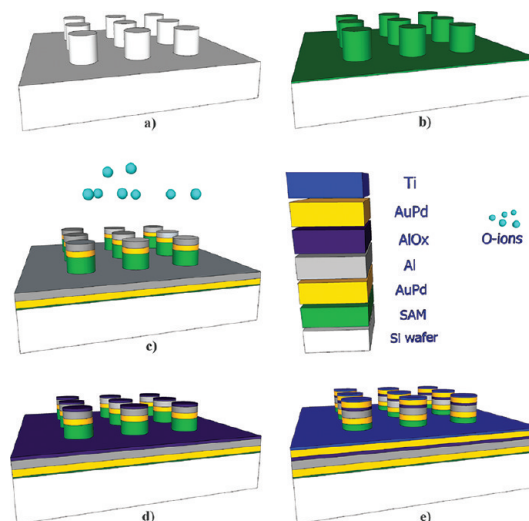 a)
b)
c)
Ti
AuPd
AlOx
Al
AuPd
SAM
Si wafer
O-ions
d)
e)